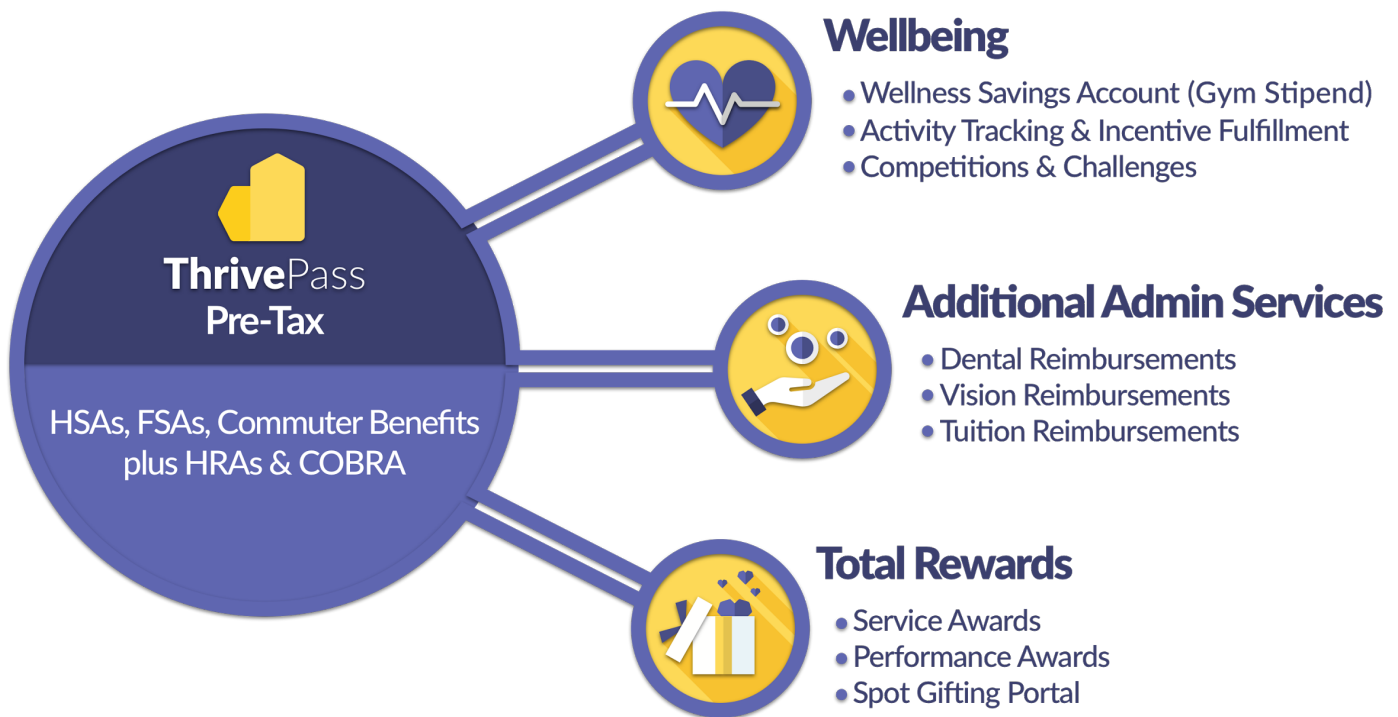 ThrivePass
Pre-Tax
HSAs, FSAs, Commuter Benefits
plus HRAs & COBRA
Wellbeing
• Wellness Savings Account (Gym Stipend)
• Activity Tracking & Incentive Fulfillment
• Competitions & Challenges
Additional Admin Services
• Dental Reimbursements
• Vision Reimbursements
• Tuition Reimbursements
Total Rewards
• Service Awards
• Performance Awards
• Spot Gifting Portal